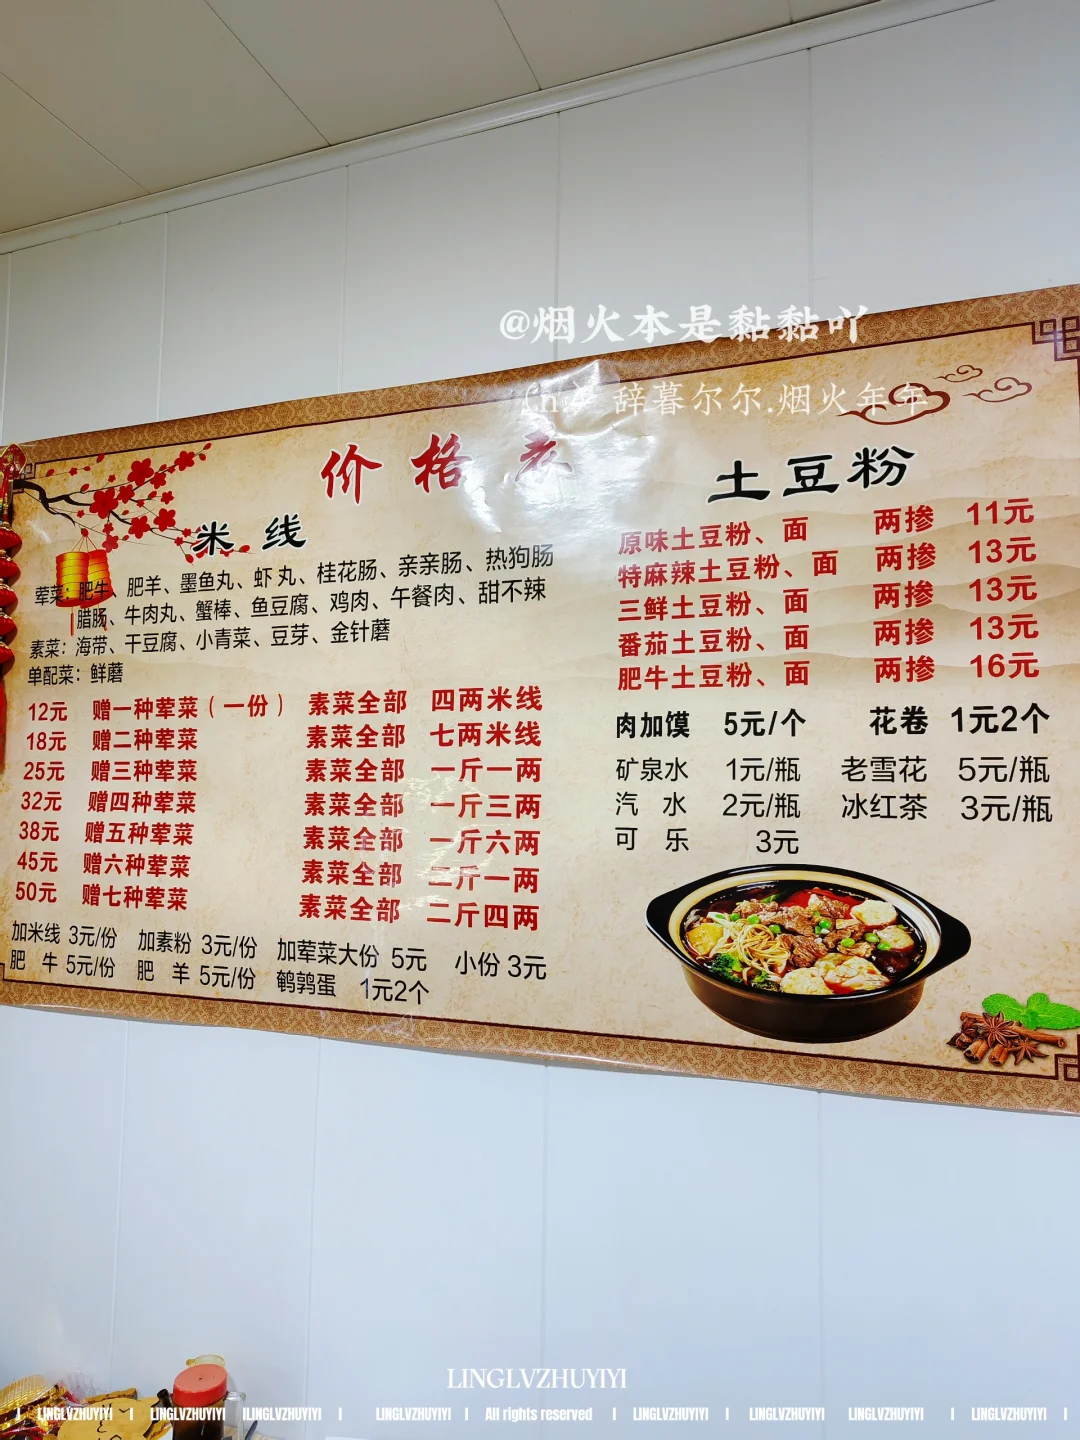 @烟火本是黏黏吖
辞暮尔尔.烟火年年
价格表
米线
荤菜：肥牛、肥羊、墨鱼丸、虾丸、桂花肠、亲亲肠、热狗肠
腊肠、牛肉丸、蟹棒、鱼豆腐、鸡肉、午餐肉、甜不辣
素菜：海带、干豆腐、小青菜、豆芽、金针蘑
单配菜：鲜蘑
12元 赠一种荤菜（一份） 素菜全部 四两米线
18元 赠二种荤菜 素菜全部 七两米线
25元 赠三种荤菜 素菜全部 一斤一两
32元 赠四种荤菜 素菜全部 一斤三两
38元 赠五种荤菜 素菜全部 一斤六两
45元 赠六种荤菜 素菜全部 二斤一两
50元 赠七种荤菜 素菜全部 二斤四两
加米线 3元/份 加素粉 3元/份 加荤菜大份 5元 小份 3元
肥牛 5元/份 肥羊 5元/份 鹌鹑蛋 1元2个
土豆粉
原味土豆粉、面 两掺 11元
特麻辣土豆粉、面 两掺 13元
三鲜土豆粉、面 两掺 13元
番茄土豆粉、面 两掺 13元
肥牛土豆粉、面 两掺 16元
肉加馍 5元/个 花卷 1元2个
矿泉水 1元/瓶 老雪花 5元/瓶
汽水 2元/瓶 冰红茶 3元/瓶
可乐 3元
LINGLVZHUYIYI
LINGLVZHUYIYI | LINGLVZHUYIYI | LINGLVZHUYIYI | LINGLVZHUYIYI | All rights reserved | LINGLVZHUYIYI | LINGLVZHUYIYI LINGLVZHUYIYI | LINGLVZHUYIYI |